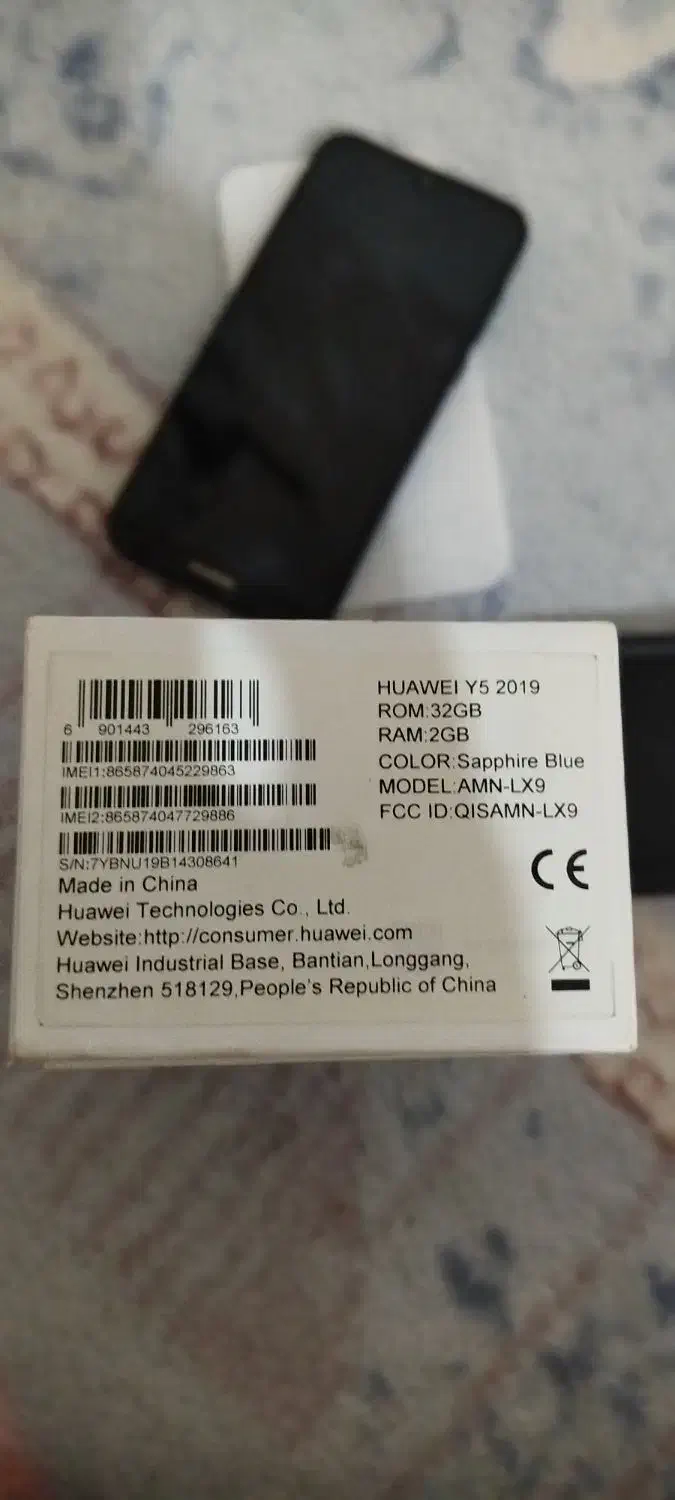 6 901443 296163
IMEI1:865874045229863
IMEI2:865874047729886
S/N:7YBNU19B14308641
Made in China
Huawei Technologies Co., Ltd.
Website:http://consumer.huawei.com
Huawei Industrial Base, Bantian,Longgang,
Shenzhen 518129,People's Republic of China
HUAWEI Y5 2019
ROM:32GB
RAM:2GB
COLOR:Sapphire Blue
MODEL:AMN-LX9
FCC ID:QISAMN-LX9
CE